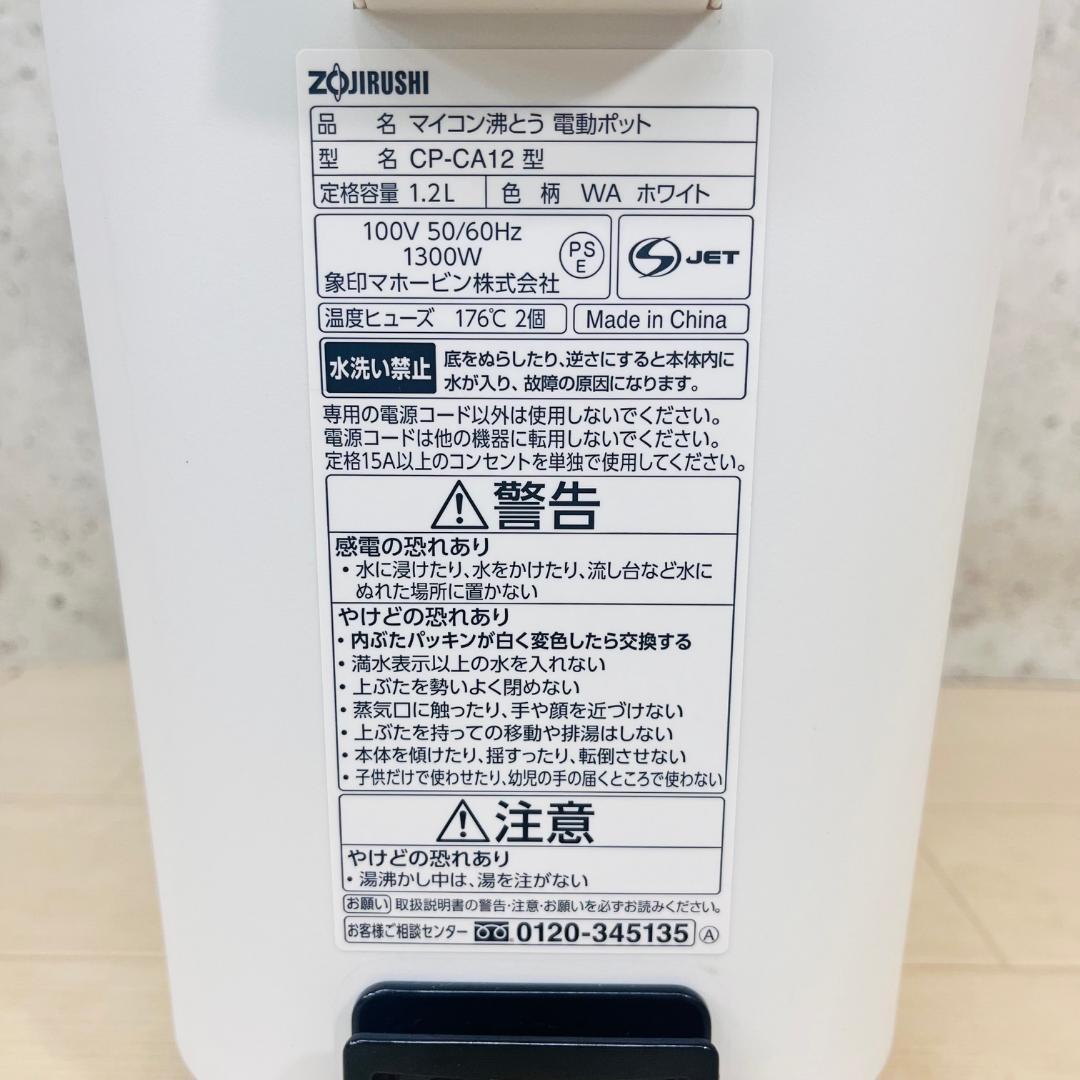 ZOJIRUSHI
品 名 マイコン沸とう 電動ポット
型 名 CP-CA12 型
定格容量 1.2L 色 柄 WA ホワイト
100V 50/60Hz
1300W
象印マホービン株式会社
PS
E
S JET
温度ヒューズ 176℃ 2個
Made in China
水洗い禁止
底をぬらしたり、逆さにすると本体内に
水が入り、故障の原因になります。
専用の電源コード以外は使用しないでください。
電源コードは他の機器に転用しないでください。
定格15A以上のコンセントを単独で使用してください。
警告
感電の恐れあり
・水に浸けたり、水をかけたり、流し台など水に
ぬれた場所に置かない
やけどの恐れあり
・内ぶたパッキンが白く変色したら交換する
・満水表示以上の水を入れない
・上ぶたを勢いよく閉めない
・蒸気口に触ったり、手や顔を近づけない
・上ぶたを持っての移動や排湯はしない
・本体を傾けたり、揺すったり、転倒させない
・子供だけで使わせたり、幼児の手の届くところで使わない
注意
やけどの恐れあり
・湯沸かし中は、湯を注がない
お願い 取扱説明書の警告・注意・お願いを必ずお読みください。
お客様ご相談センター 0120-345135 A